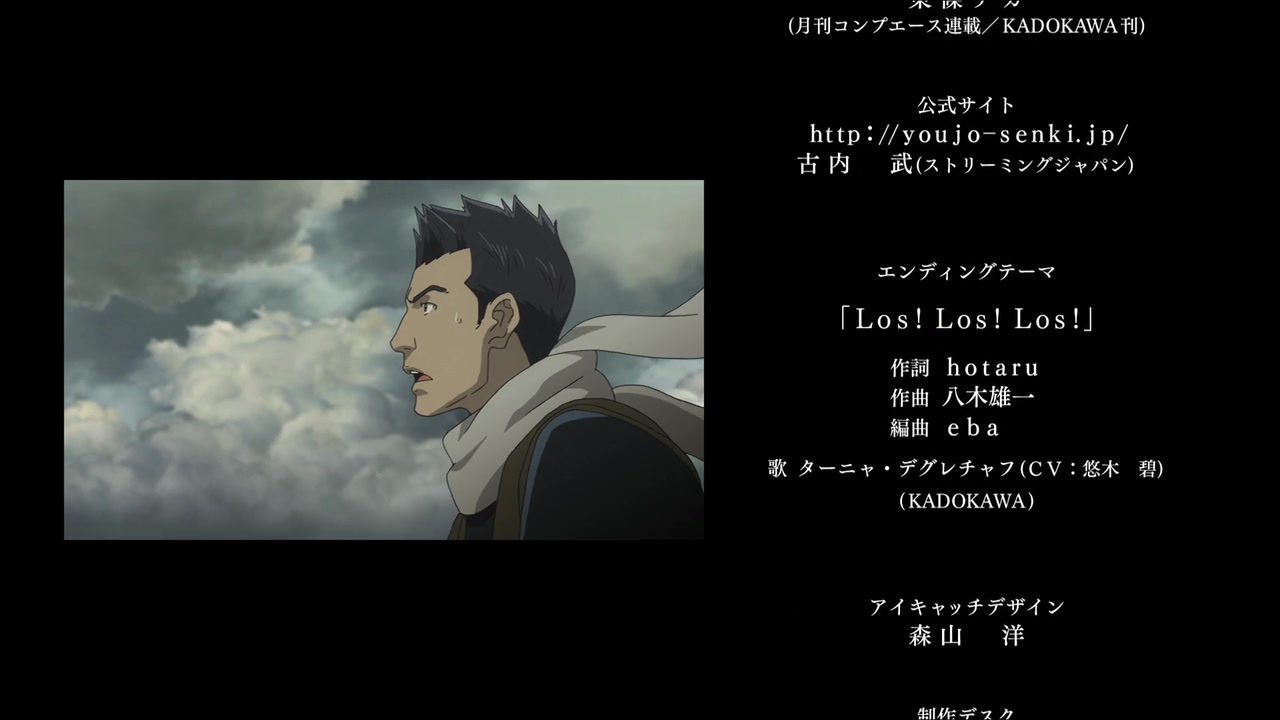 (月刊コンプエース連載／KADOKAWA刊)
公式サイト
http://youjo-senki.jp/
古内　武(ストリーミングジャパン)
エンディングテーマ
「Los! Los! Los!」
作詞 hotaru
作曲 八木雄一
編曲 eba
歌 ターニャ・デグレチャフ(CV：悠木　碧)
(KADOKAWA)
アイキャッチデザイン
森山　洋
制作デスク